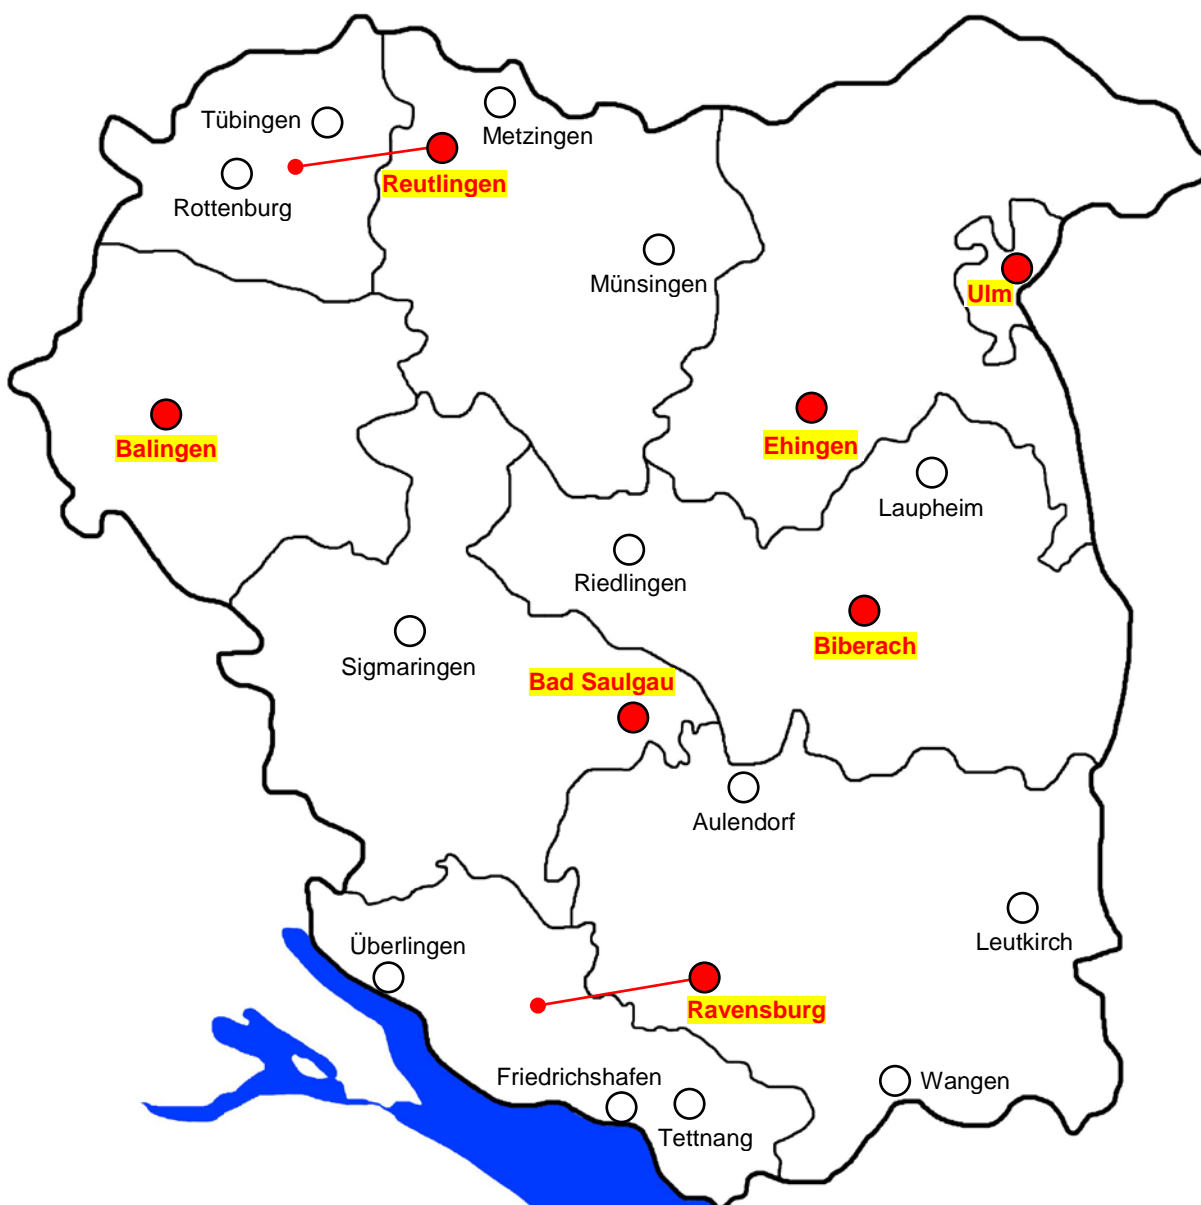 Tübingen
Metzingen
Reutlingen
Rottenburg
Münsingen
Ulm
Balingen
Ehingen
Laupheim
Riedlingen
Biberach
Sigmaringen
Bad Saulgau
Aulendorf
Leutkirch
Überlingen
Ravensburg
Friedrichshafen
Wangen
Tettnang